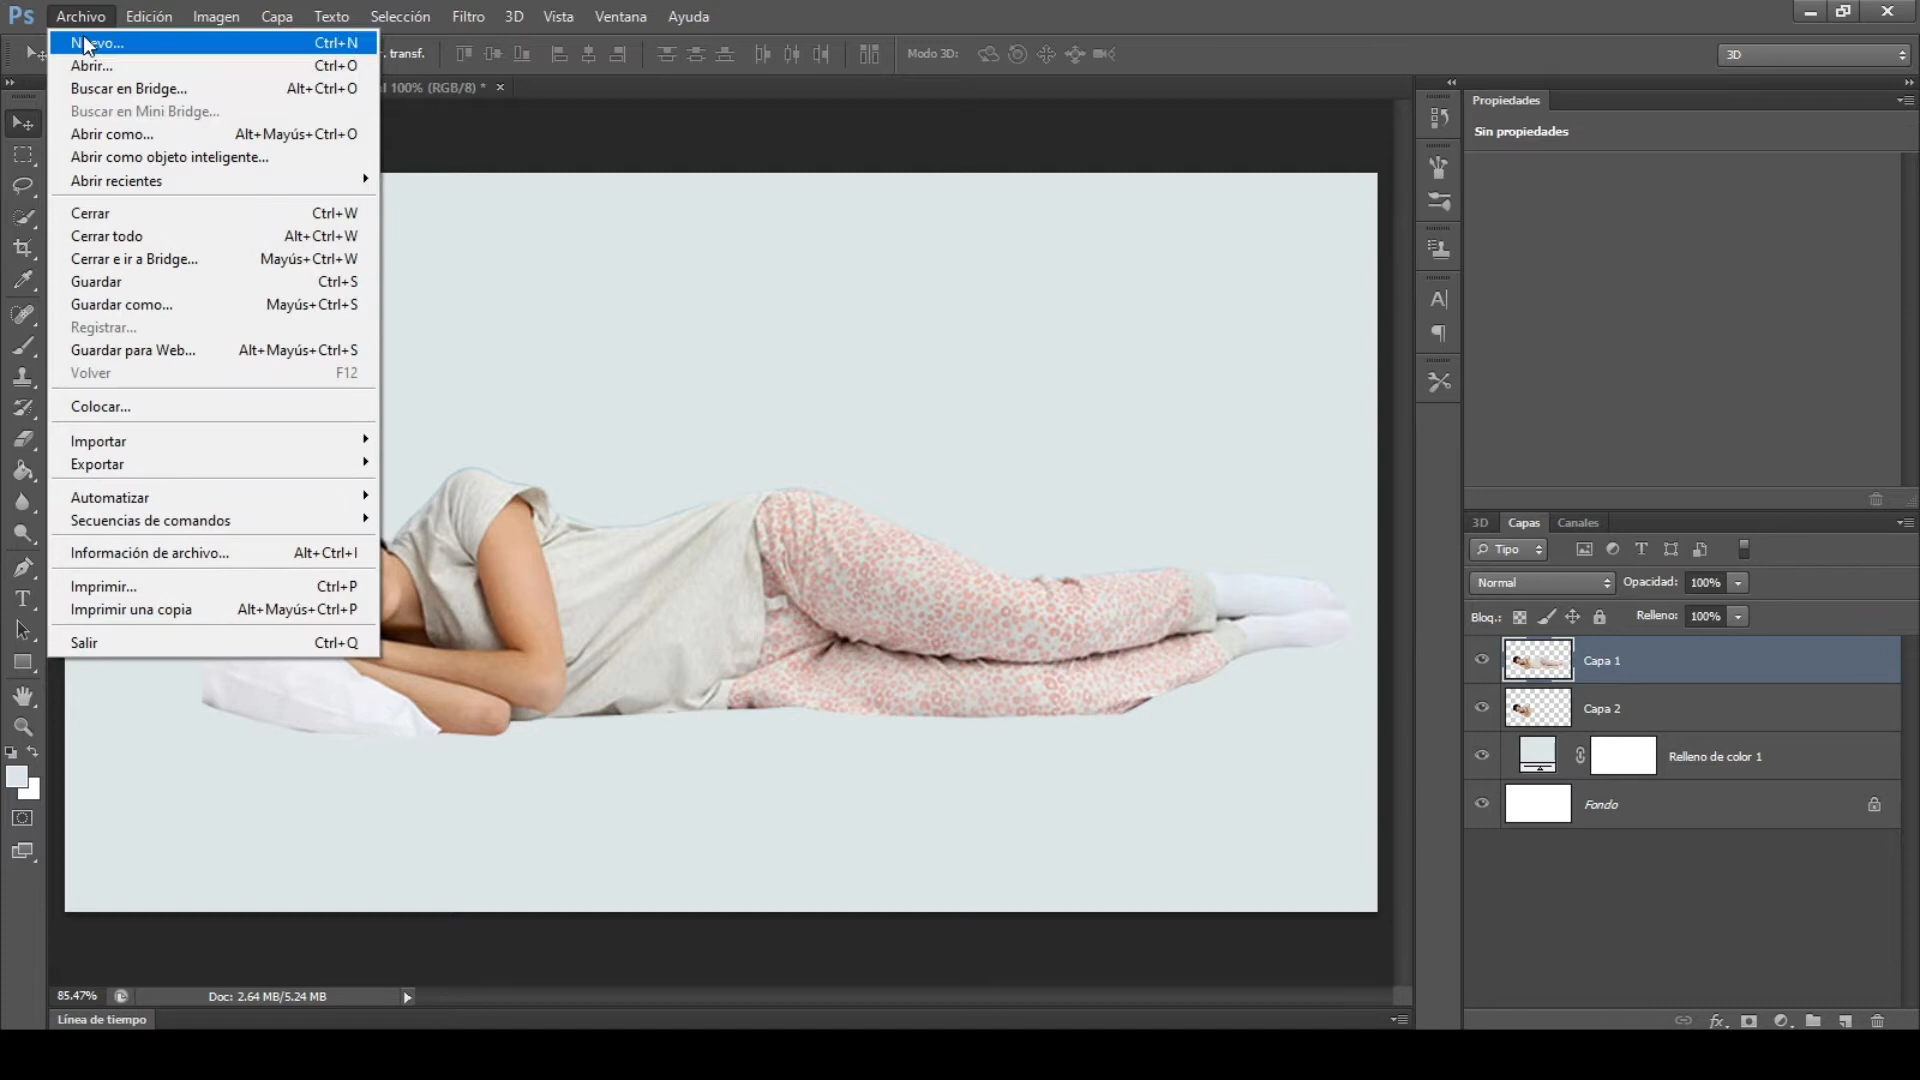 Ps Archivo Edición Imagen Capa Texto Selección Filtro 3D Vista Ventana Ayuda
Ctrl+N
transf.
Modo 3D:
3D
Abrir... Ctrl+O
Buscar en Bridge... Alt+Ctrl+O
100% (RGB/8) *
Buscar en Mini Bridge...
Abrir como... Alt+Mayús+Ctrl+O
Abrir como objeto inteligente...
Abrir recientes
Cerrar Ctrl+W
Cerrar todo Alt+Ctrl+W
Cerrar e ir a Bridge... Mayús+Ctrl+W
Guardar Ctrl+S
Guardar como... Mayús+Ctrl+S
Registrar...
Guardar para Web... Alt+Mayús+Ctrl+S
Volver F12
Colocar...
Importar
Exportar
Automatizar
Secuencias de comandos
Información de archivo... Alt+Ctrl+I
Imprimir... Ctrl+P
Imprimir una copia Alt+Mayús+Ctrl+P
Salir Ctrl+Q
Propiedades
Sin propiedades
3D Capas Canales
Tipo
Normal Opacidad: 100%
Bloq.: Relleno: 100%
Capa 1
Capa 2
Relleno de color 1
Fondo
85.47% Doc: 2.64 MB/5.24 MB
Línea de tiempo